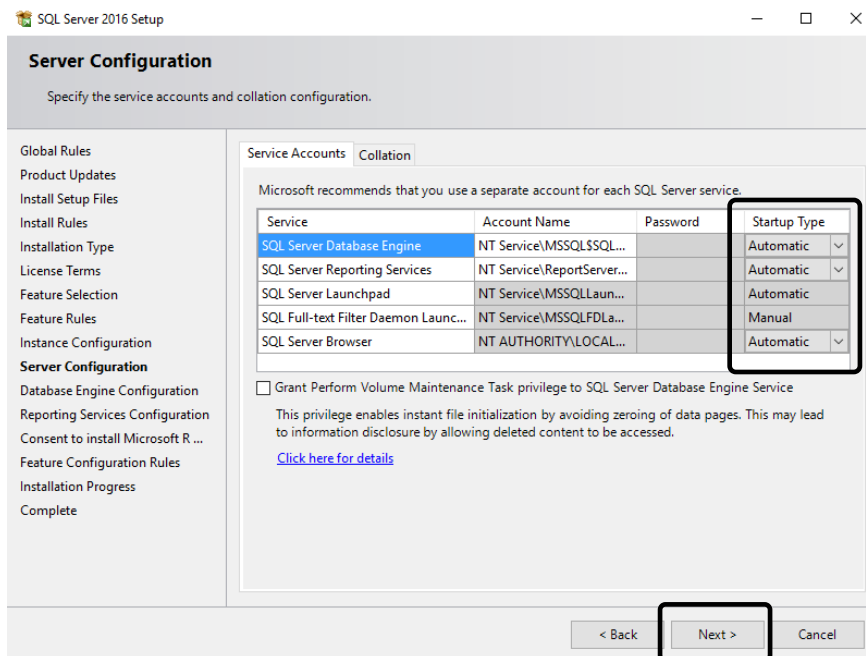 SQL Server 2016 Setup
Server Configuration
Specify the service accounts and collation configuration.
Global Rules
Product Updates
Install Setup Files
Install Rules
Installation Type
License Terms
Feature Selection
Feature Rules
Instance Configuration
Server Configuration
Database Engine Configuration
Reporting Services Configuration
Consent to install Microsoft R ...
Feature Configuration Rules
Installation Progress
Complete
Service Accounts Collation
Microsoft recommends that you use a separate account for each SQL Server service.
Service Account Name Password Startup Type
SQL Server Database Engine NT Service\MSSQL$SQL... Automatic
SQL Server Reporting Services NT Service\ReportServer... Automatic
SQL Server Launchpad NT Service\MSSQLLaun... Automatic
SQL Full-text Filter Daemon Launc... NT Service\MSSQLFDLa... Manual
SQL Server Browser NT AUTHORITY\LOCAL... Automatic
Grant Perform Volume Maintenance Task privilege to SQL Server Database Engine Service
This privilege enables instant file initialization by avoiding zeroing of data pages. This may lead
to information disclosure by allowing deleted content to be accessed.
Click here for details
< Back Next > Cancel